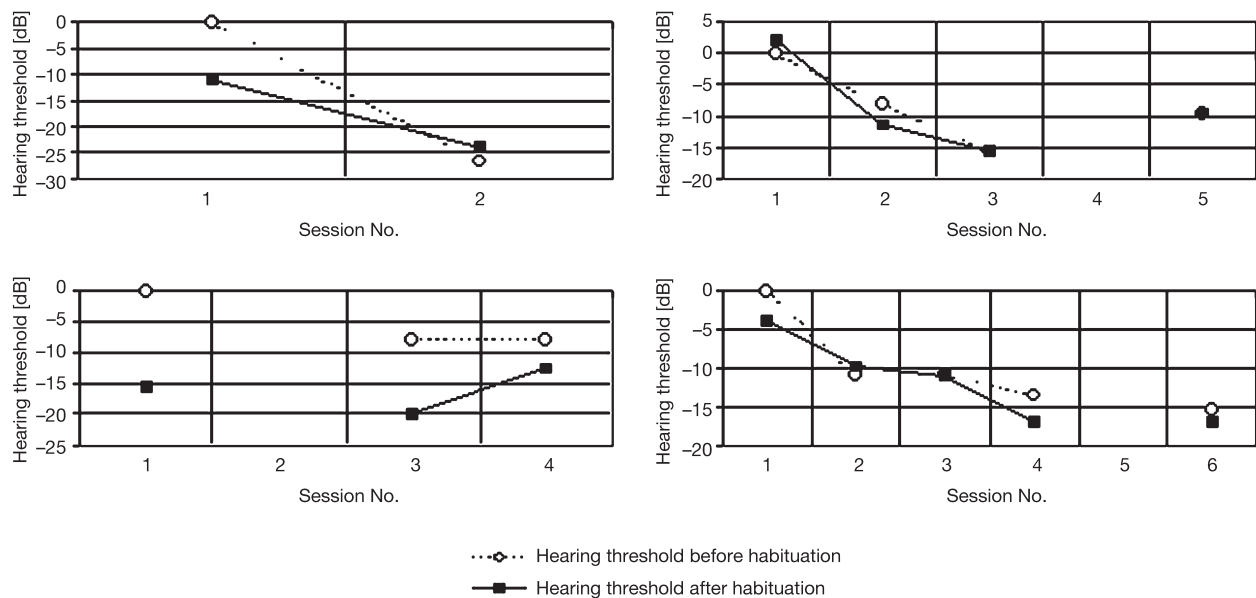 Hearing threshold [dB]
0
–5
–10
–15
–20
–25
–30
1 2
Session No.
Hearing threshold [dB]
5
0
–5
–10
–15
–20
1 2 3 4 5
Session No.
Hearing threshold [dB]
0
–5
–10
–15
–20
–25
1 2 3 4
Session No.
Hearing threshold [dB]
0
–5
–10
–15
–20
1 2 3 4 5 6
Session No.
Hearing threshold before habituation
Hearing threshold after habituation